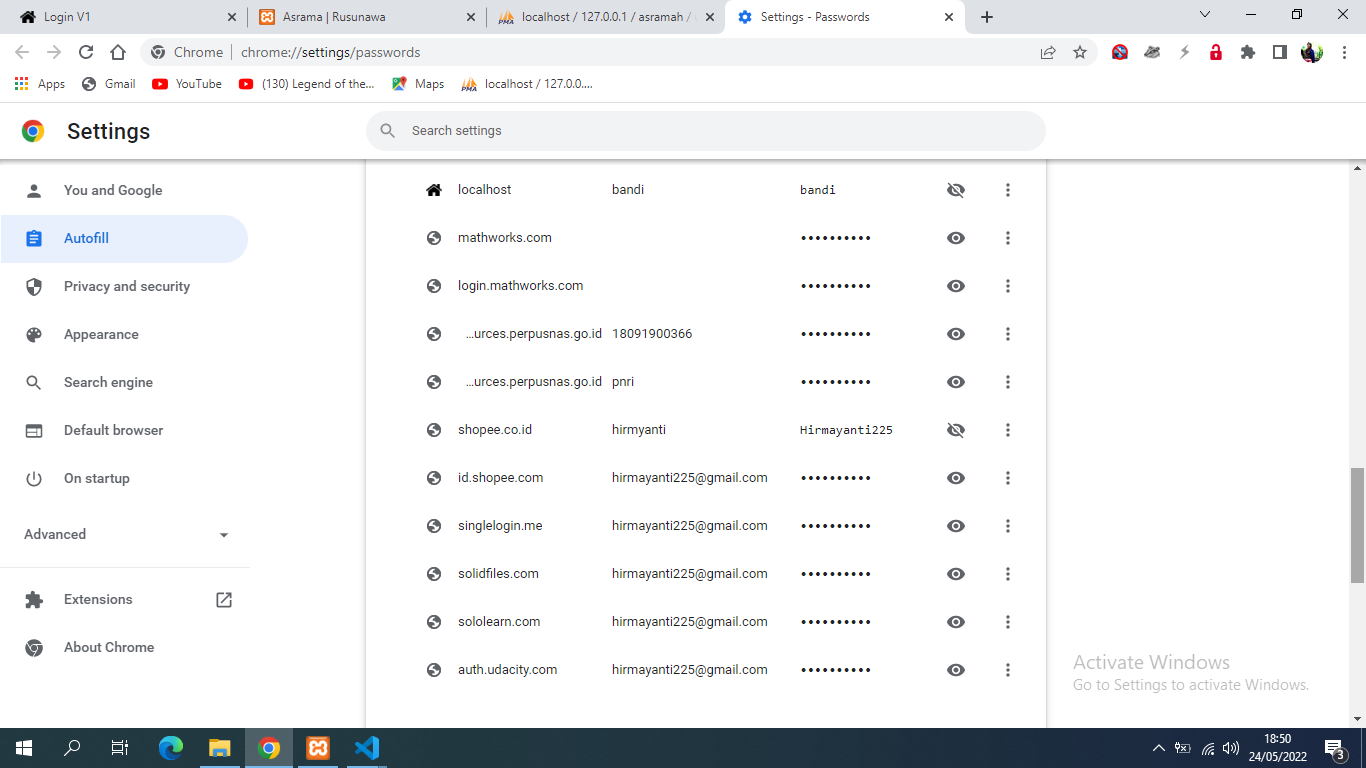 Login V1
Asrama | Rusunawa
localhost / 127.0.0.1 / asramah /
Settings - Passwords
Chrome | chrome://settings/passwords
Apps
Gmail
YouTube
(130) Legend of the...
Maps
localhost / 127.0.0....
Settings
Search settings
You and Google
Autofill
Privacy and security
Appearance
Search engine
Default browser
On startup
Advanced
Extensions
About Chrome
localhost bandi bandi
mathworks.com ••••••••••
login.mathworks.com ••••••••••
...urces.perpusnas.go.id 18091900366 ••••••••••
...urces.perpusnas.go.id pnri ••••••••••
shopee.co.id hirmyanti Hirmayanti225
id.shopee.com hirmayanti225@gmail.com ••••••••••
singlelogin.me hirmayanti225@gmail.com ••••••••••
solidfiles.com hirmayanti225@gmail.com ••••••••••
sololearn.com hirmayanti225@gmail.com ••••••••••
auth.udacity.com hirmayanti225@gmail.com ••••••••••
Activate Windows
Go to Settings to activate Windows.
18:50
24/05/2022
3